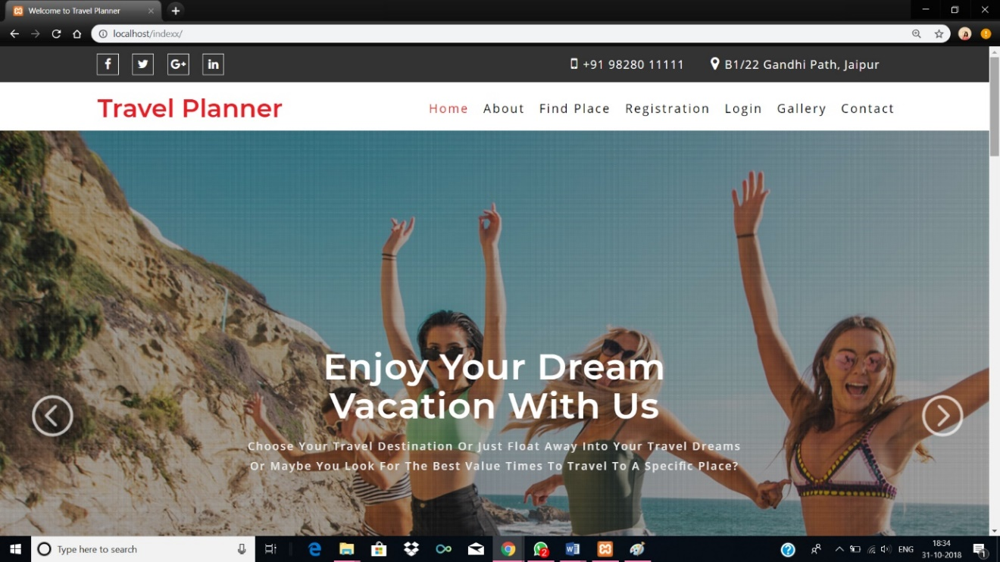 Welcome to Travel Planner
localhost/indexx/
f G+ in +91 98280 11111 B1/22 Gandhi Path, Jaipur
Travel Planner Home About Find Place Registration Login Gallery Contact
Enjoy Your Dream
Vacation With Us
Choose Your Travel Destination Or Just Float Away Into Your Travel Dreams
Or Maybe You Look For The Best Value Times To Travel To A Specific Place?
Type here to search 2 ENG 18:34
31-10-2018 1